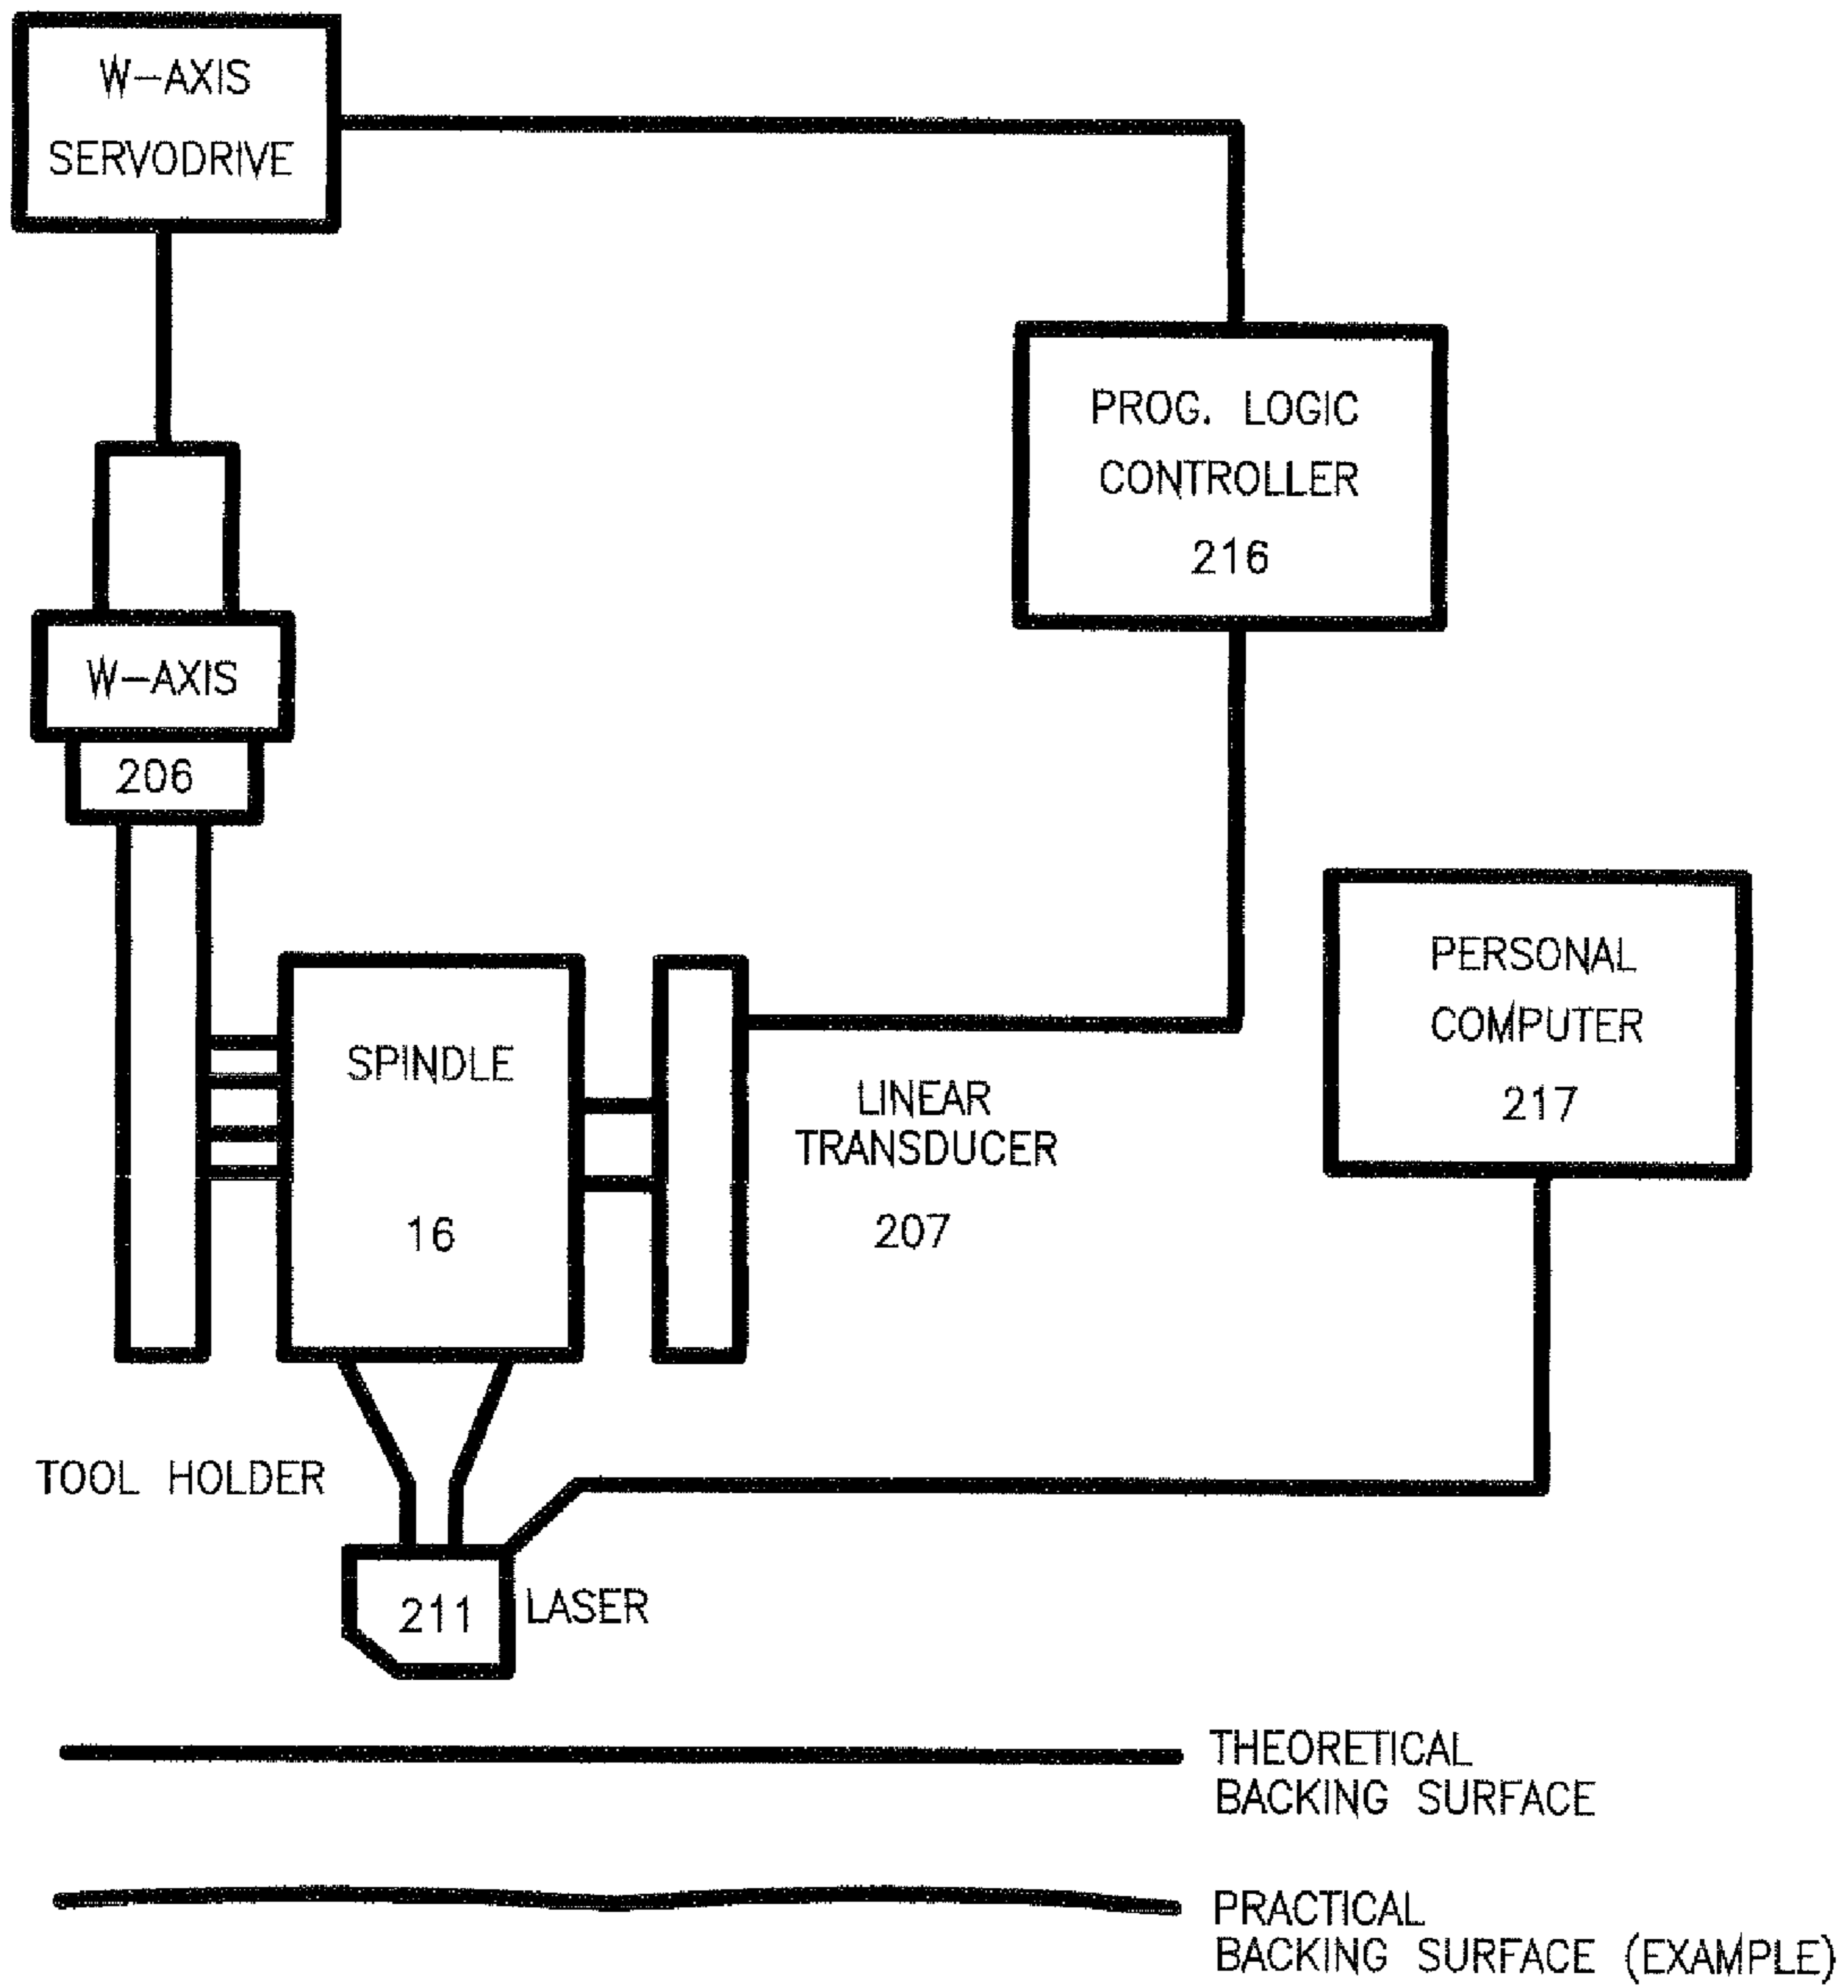 W-AXIS
SERVODRIVE
PROG. LOGIC
CONTROLLER
216
W-AXIS
206
PERSONAL
COMPUTER
217
SPINDLE
16
LINEAR
TRANSDUCER
207
TOOL HOLDER
211
LASER
THEORETICAL
BACKING SURFACE
PRACTICAL
BACKING SURFACE (EXAMPLE)